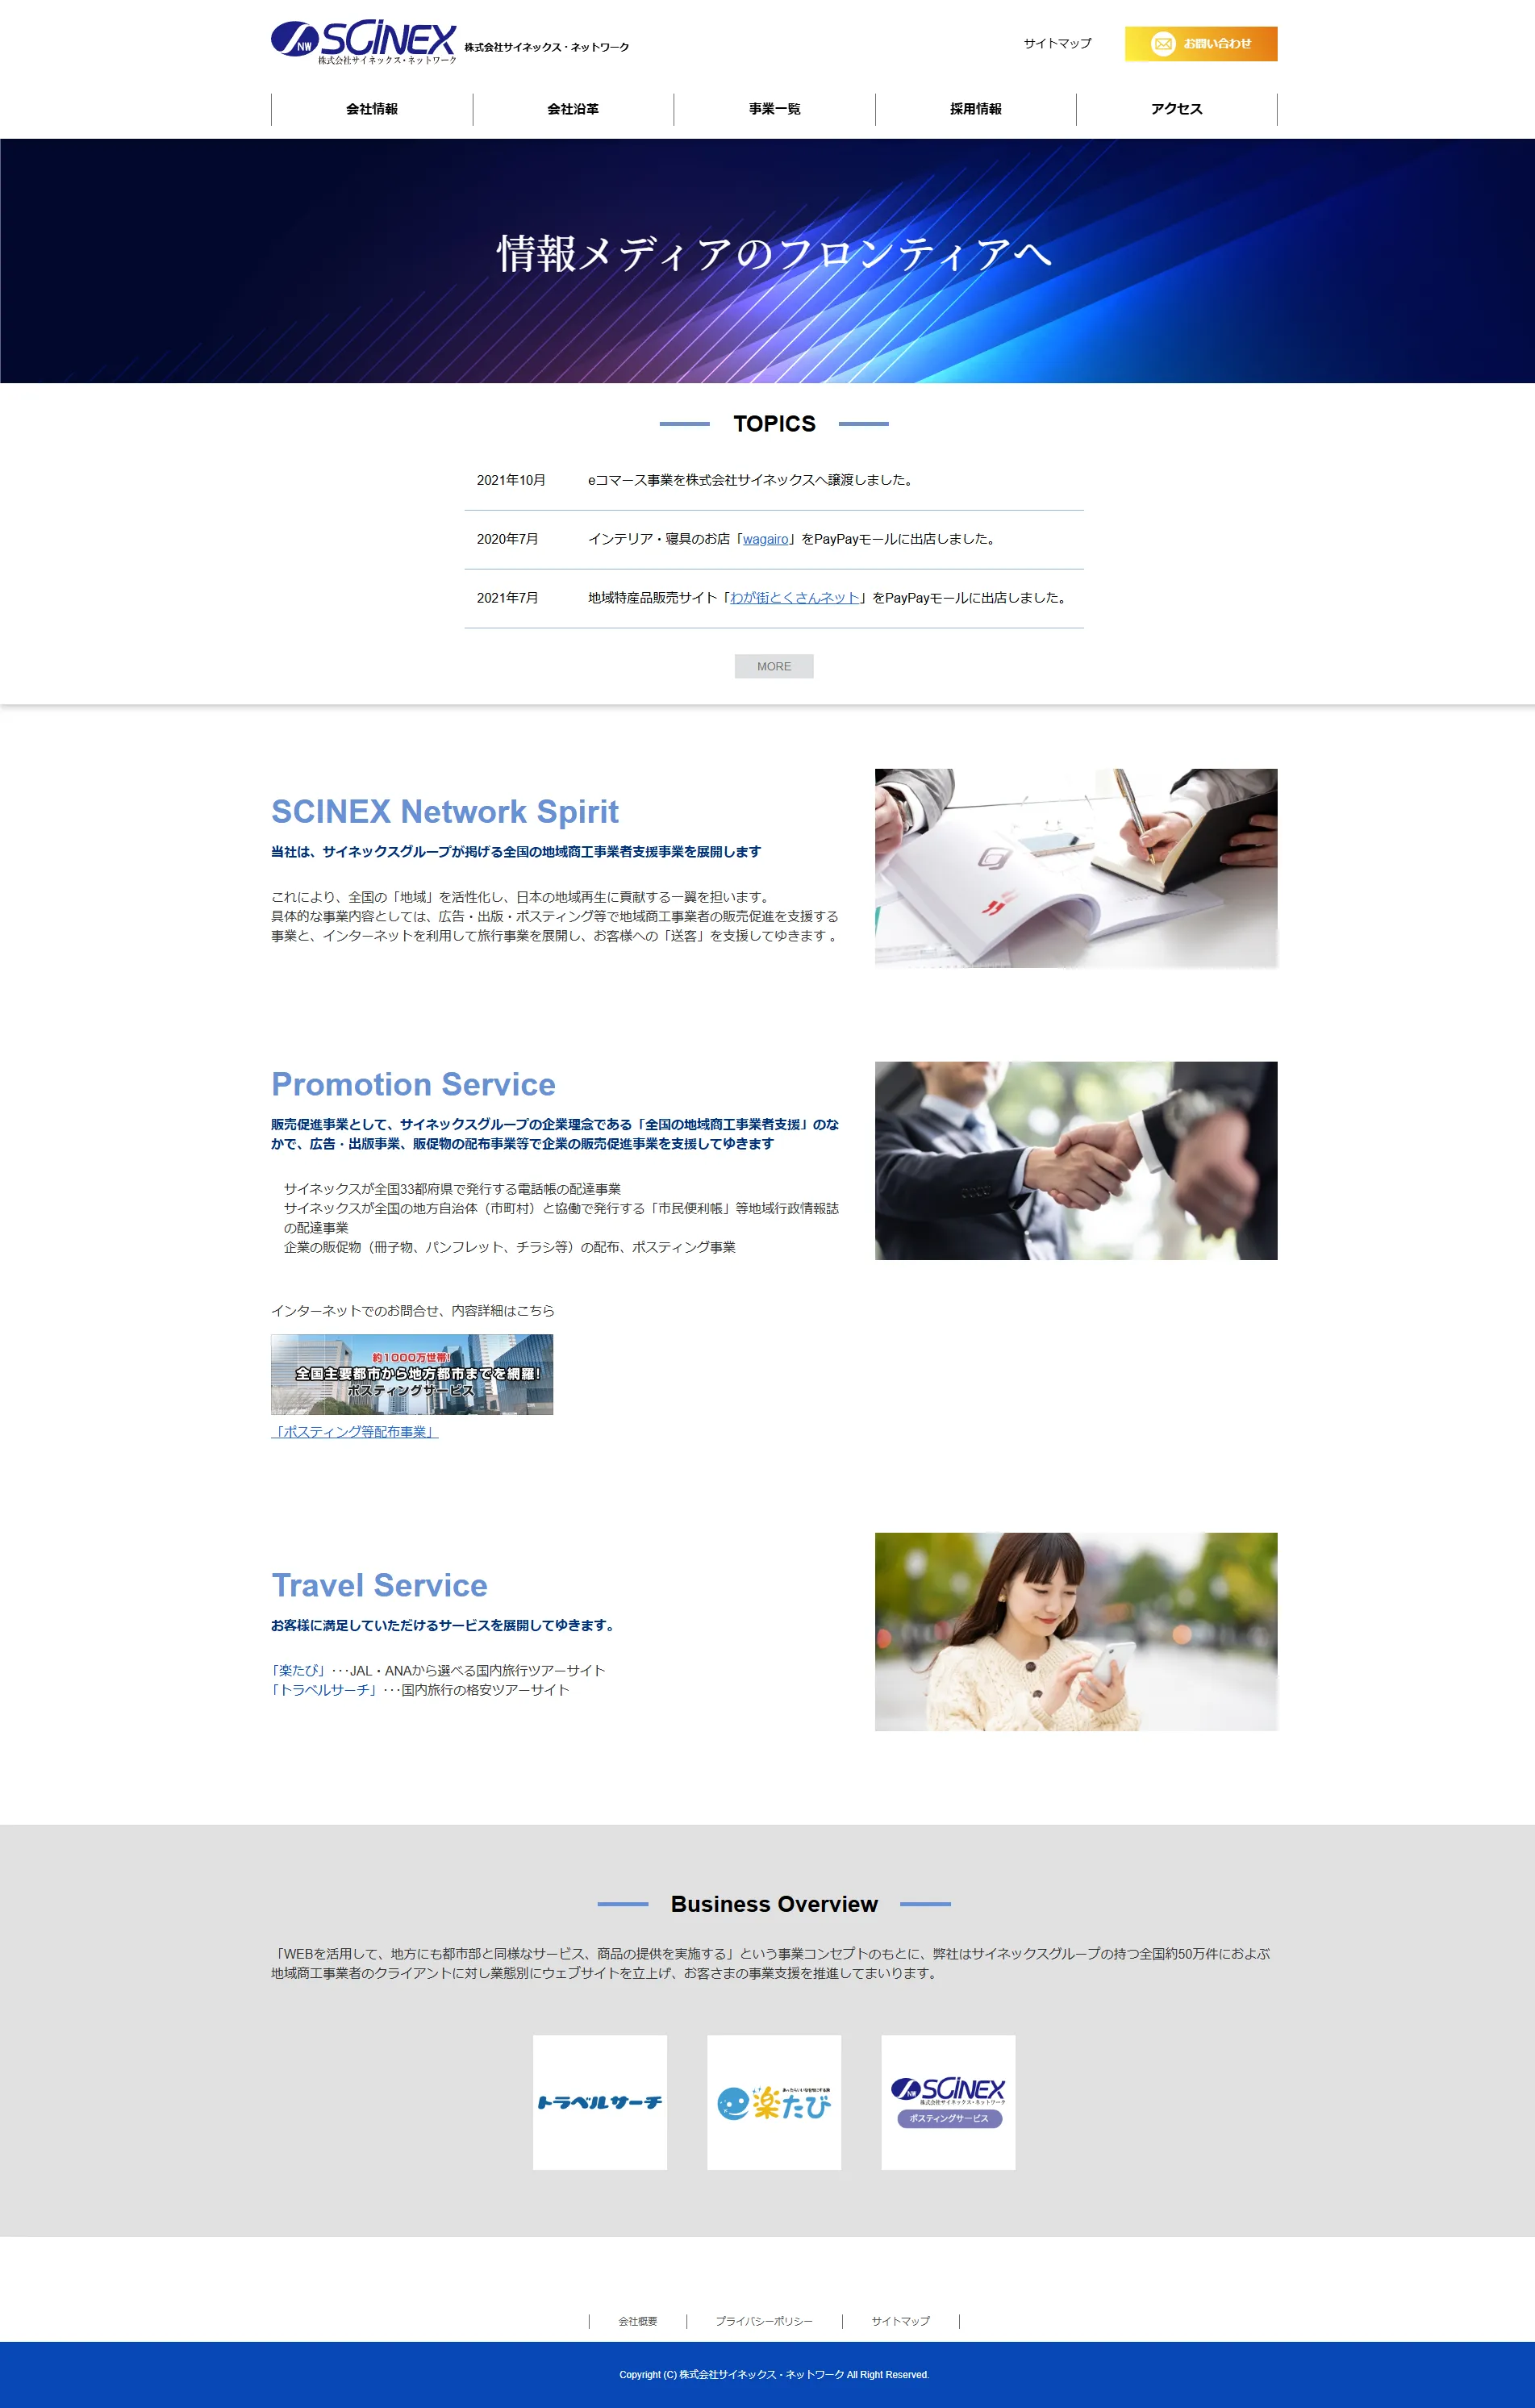 NW SCINEX
株式会社サイネックス・ネットワーク
株式会社サイネックス・ネットワーク
サイトマップ
お問い合わせ
会社情報
会社沿革
事業一覧
採用情報
アクセス
情報メディアのフロンティアへ
TOPICS
2021年10月 eコマース事業を株式会社サイネックスへ譲渡しました。
2020年7月 インテリア・寝具のお店「wagairo」をPayPayモールに出店しました。
2021年7月 地域特産品販売サイト「わが街とくさんネット」をPayPayモールに出店しました。
MORE
SCINEX Network Spirit
当社は、サイネックスグループが掲げる全国の地域商工事業者支援事業を展開します
これにより、全国の「地域」を活性化し、日本の地域再生に貢献する一翼を担います。
具体的な事業内容としては、広告・出版・ポスティング等で地域商工事業者の販売促進を支援する
事業と、インターネットを利用して旅行事業を展開し、お客様への「送客」を支援してゆきます 。
Promotion Service
販売促進事業として、サイネックスグループの企業理念である「全国の地域商工事業者支援」のな
かで、広告・出版事業、販促物の配布事業等で企業の販売促進事業を支援してゆきます
サイネックスが全国33都府県で発行する電話帳の配達事業
サイネックスが全国の地方自治体（市町村）と協働で発行する「市民便利帳」等地域行政情報誌
の配達事業
企業の販促物（冊子物、パンフレット、チラシ等）の配布、ポスティング事業
インターネットでのお問合せ、内容詳細はこちら
約1000万世帯!
全国主要都市から地方都市までを網羅!
ポスティングサービス
「ポスティング等配布事業」
Travel Service
お客様に満足していただけるサービスを展開してゆきます。
「楽たび」･･･JAL・ANAから選べる国内旅行ツアーサイト
「トラベルサーチ」･･･国内旅行の格安ツアーサイト
Business Overview
「WEBを活用して、地方にも都市部と同様なサービス、商品の提供を実施する」という事業コンセプトのもとに、弊社はサイネックスグループの持つ全国約50万件におよぶ
地域商工事業者のクライアントに対し業態別にウェブサイトを立上げ、お客さまの事業支援を推進してまいります。
トラベルサーチ
楽たび
NW SCINEX
株式会社サイネックス・ネットワーク
ポスティングサービス
会社概要
プライバシーポリシー
サイトマップ
Copyright (C) 株式会社サイネックス・ネットワーク All Right Reserved.